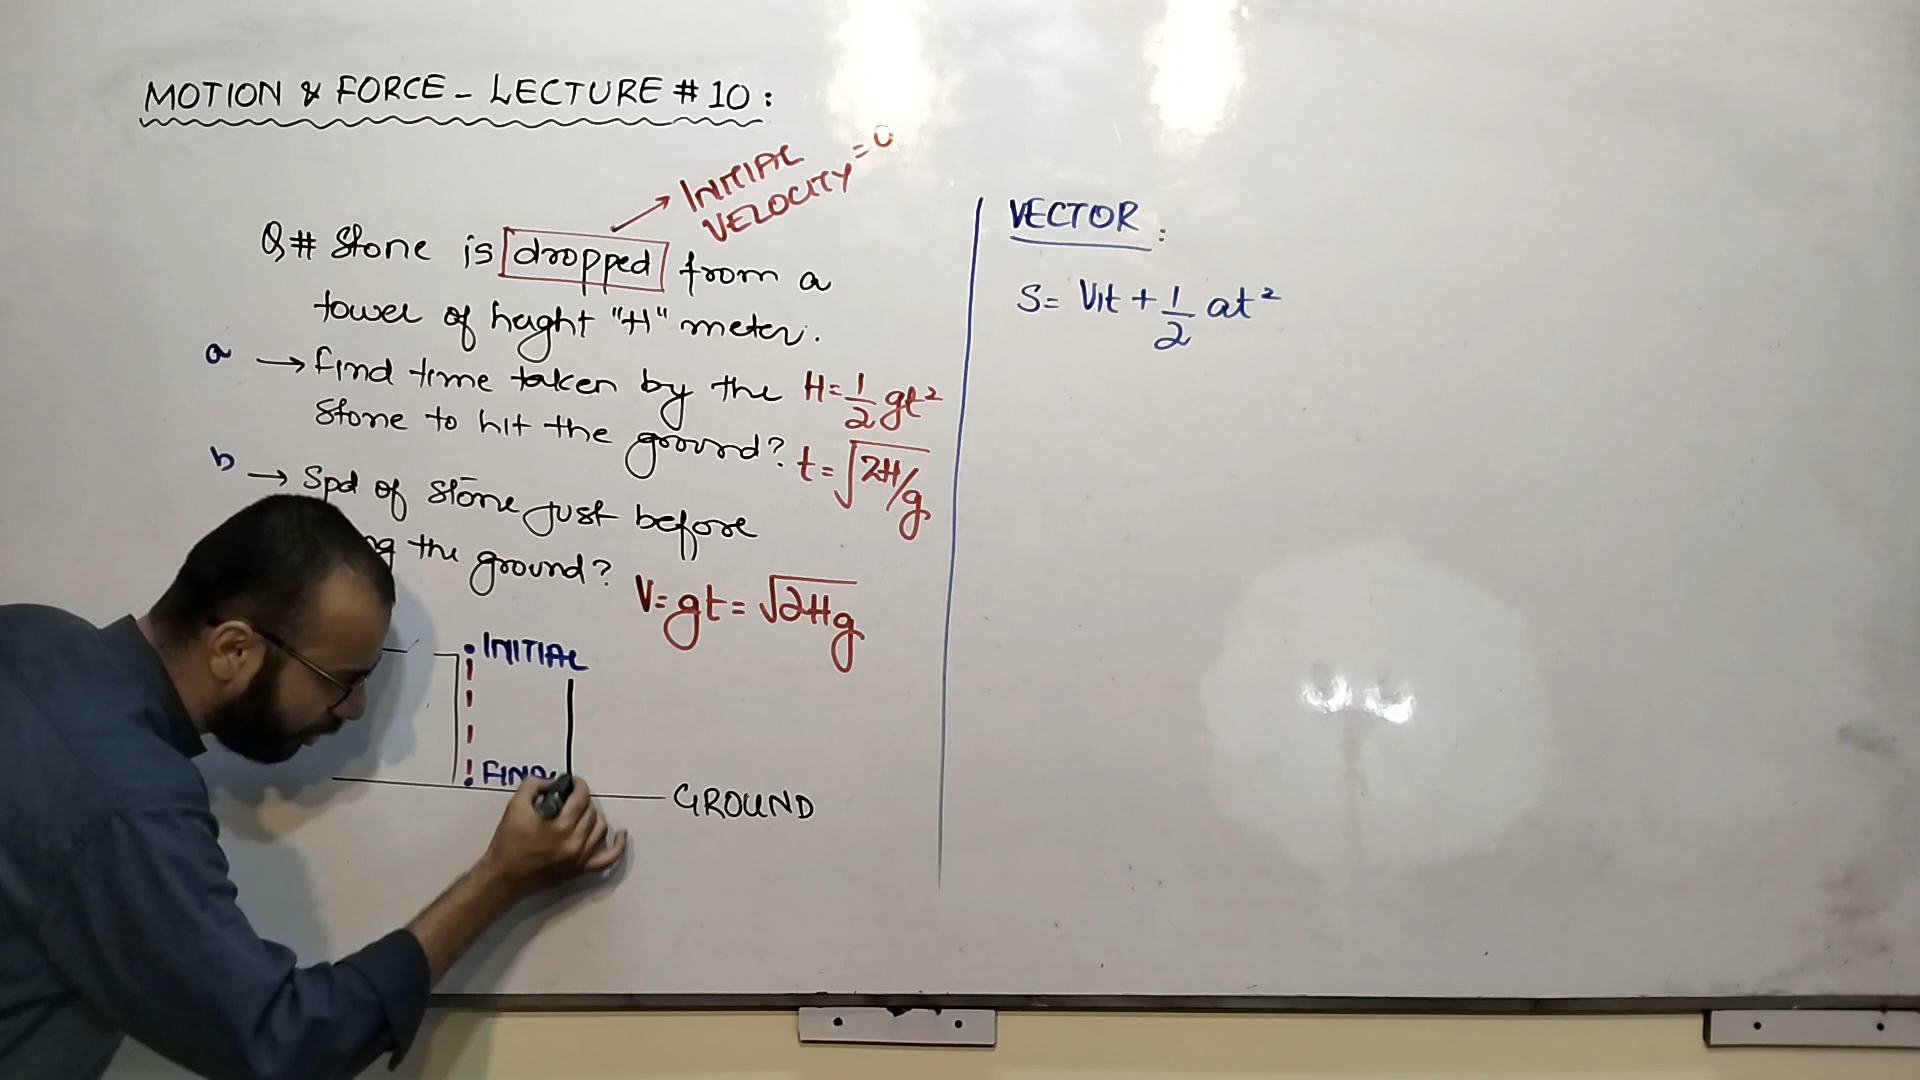 MOTION & FORCE - LECTURE # 10 :
INITIAL
VELOCITY = 0
Q# Stone is dropped from a
tower of height "H" meter.
a → Find time taken by the
stone to hit the ground?
H = 1/2 gt²
t = √2H/g
b → Spd of stone just before
the ground?
V = gt = √2Hg
INITIAL
GROUND
VECTOR :
S = V₁t + 1/2 at²